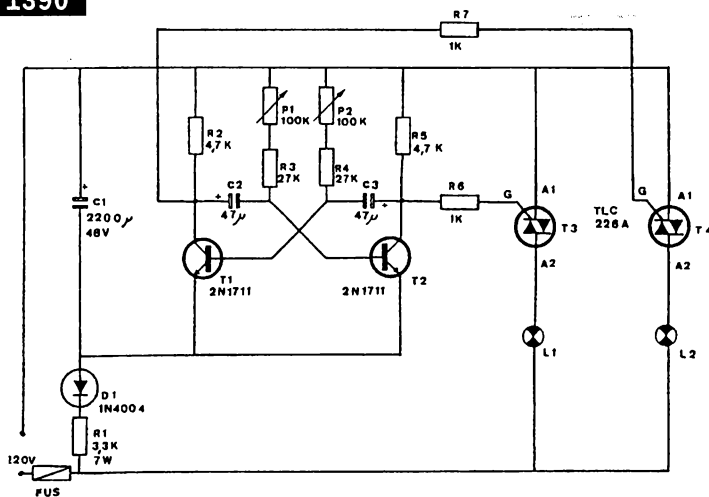 1390
R7
1K
R2
4,7K
P1
100K
P2
100K
R5
4,7K
R3
27K
R4
27K
+
C1
2200µ
48V
+
C2
47µ
C3
47µ
+
R6
1K
G
A1
T3
A2
TLC
226A
G
A1
T4
A2
T1
2N1711
2N1711
T2
L1
L2
D1
1N4004
R1
3,3K
7W
120V
FUS